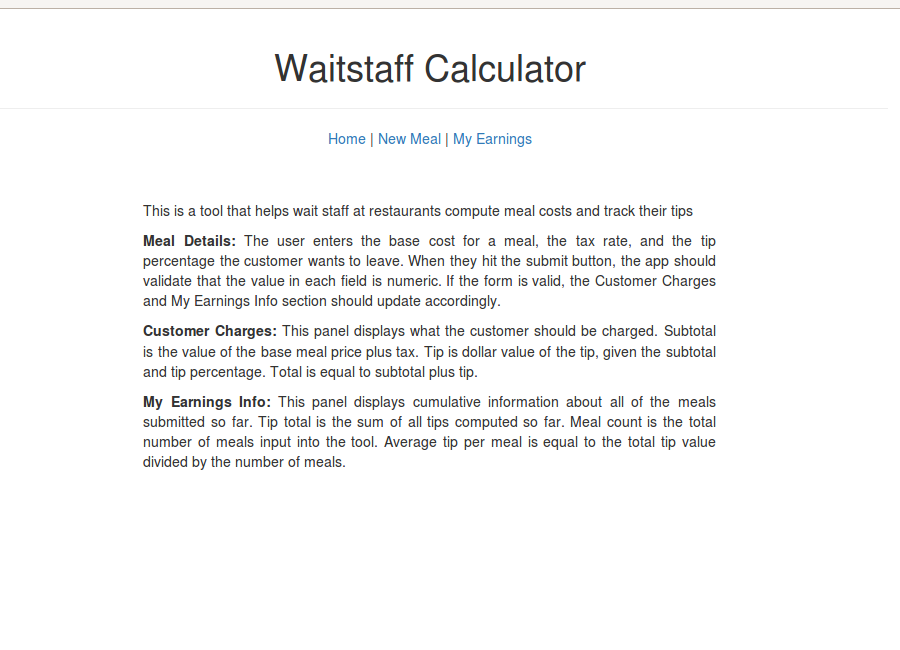 Waitstaff Calculator
Home | New Meal | My Earnings
This is a tool that helps wait staff at restaurants compute meal costs and track their tips
Meal Details: The user enters the base cost for a meal, the tax rate, and the tip
percentage the customer wants to leave. When they hit the submit button, the app should
validate that the value in each field is numeric. If the form is valid, the Customer Charges
and My Earnings Info section should update accordingly.
Customer Charges: This panel displays what the customer should be charged. Subtotal
is the value of the base meal price plus tax. Tip is dollar value of the tip, given the subtotal
and tip percentage. Total is equal to subtotal plus tip.
My Earnings Info: This panel displays cumulative information about all of the meals
submitted so far. Tip total is the sum of all tips computed so far. Meal count is the total
number of meals input into the tool. Average tip per meal is equal to the total tip value
divided by the number of meals.